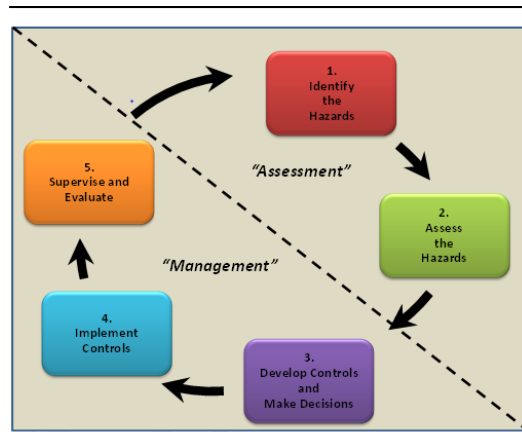 1.
Identify
the
Hazards
"Assessment"
2.
Assess
the
Hazards
3.
Develop Controls
and
Make Decisions
4.
Implement
Controls
5.
Supervise and
Evaluate
"Management"